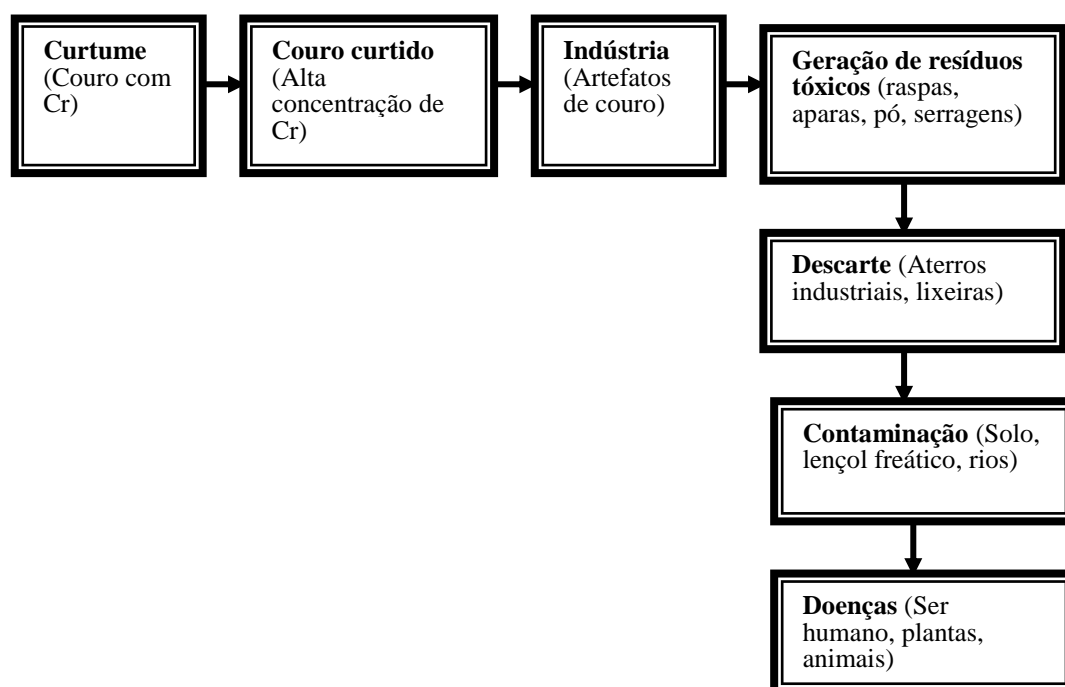 Curtume
(Couro com
Cr)
Couro curtido
(Alta
concentração de
Cr)
Indústria
(Artefatos
de couro)
Geração de resíduos
tóxicos (raspas,
aparas, pó, serragens)
Descarte (Aterros
industriais, lixeiras)
Contaminação (Solo,
lençol freático, rios)
Doenças (Ser
humano, plantas,
animais)